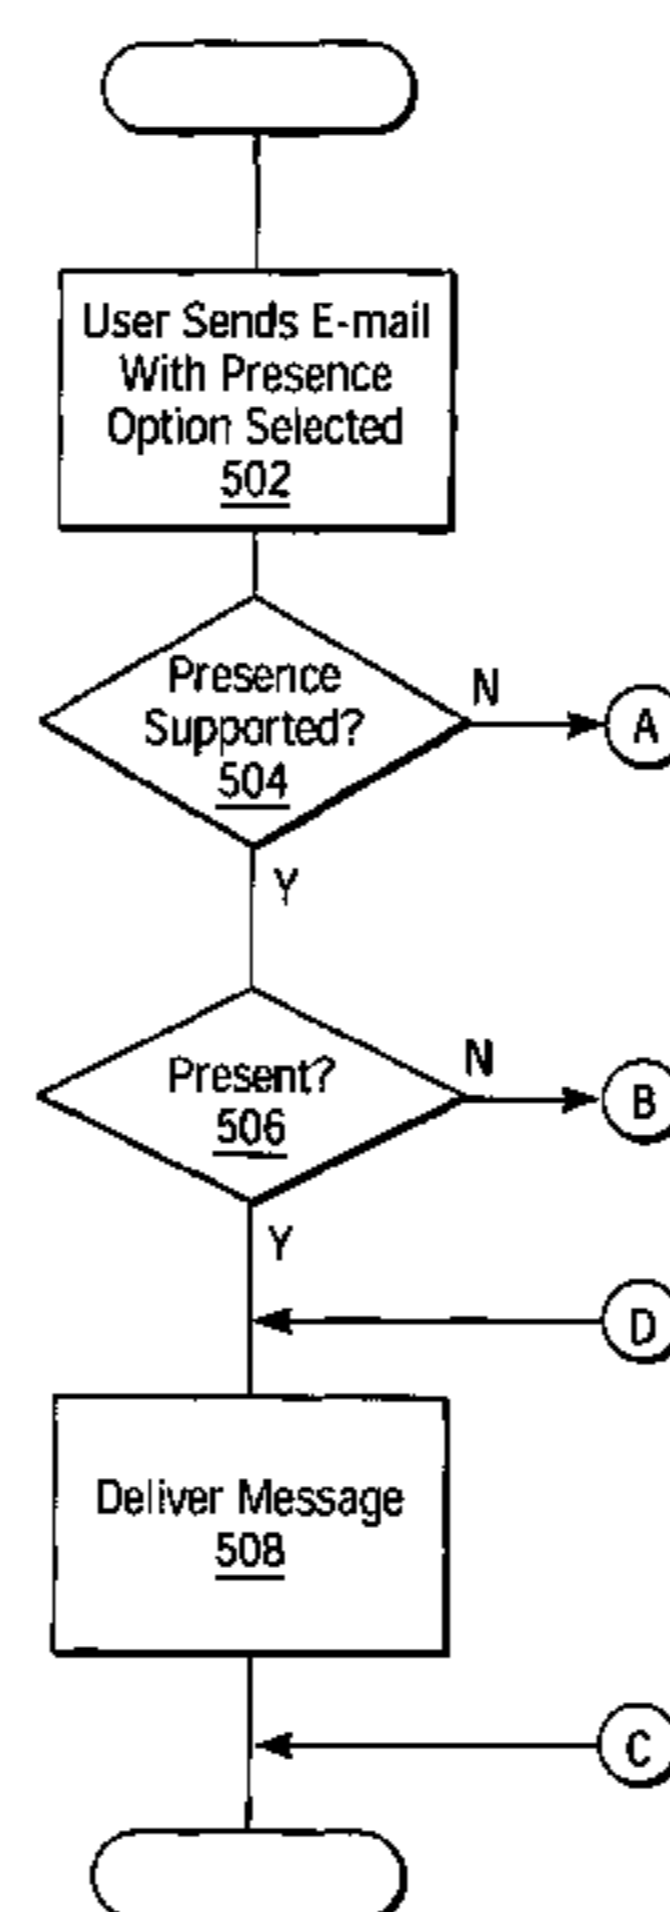 User Sends E-mail
With Presence
Option Selected
502
Presence
Supported?
504
N
A
Y
Present?
506
N
B
Y
D
Deliver Message
508
C